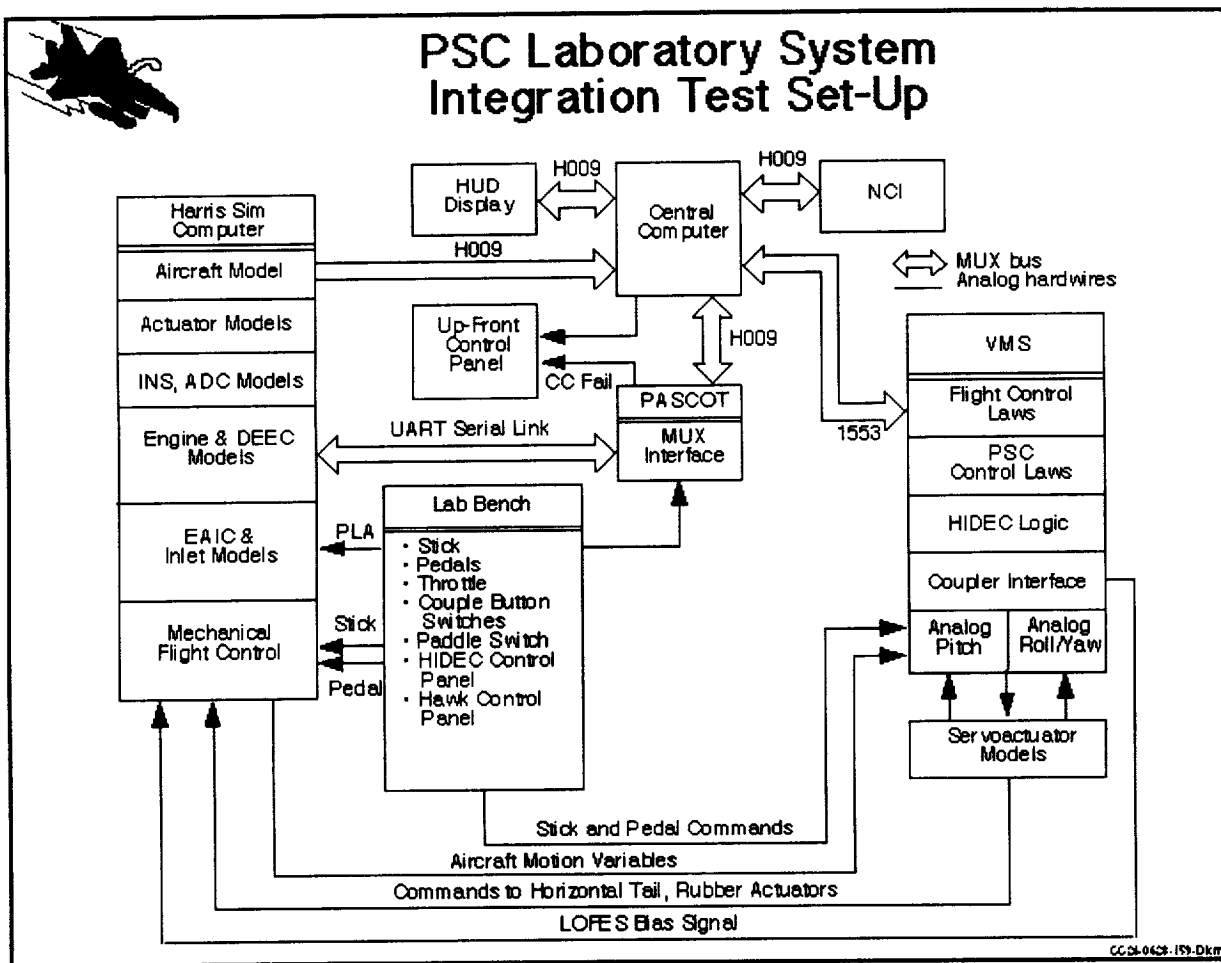 PSC Laboratory System
Integration Test Set-Up
H009
H009
HUD
Display
Central
Computer
NCI
Harris Sim
Computer
H009
Aircraft Model
MUX bus
Analog hardwires
Actuator Models
Up-Front
Control
Panel
H009
VMS
INS, ADC Models
CC Fail
PASCOT
Flight Control
Laws
Engine & DEEC
Models
UART Serial Link
MUX
Interface
1553
PSC
Control Laws
Lab Bench
HIDEC Logic
EAIC &
Inlet Models
PLA
· Stick
· Pedals
· Throttle
· Couple Button
Switches
· Paddle Switch
· HIDEC Control
Panel
· Hawk Control
Panel
Coupler Interface
Mechanical
Flight Control
Stick
Pedal
Analog
Pitch
Analog
Roll/Yaw
Servoactuator
Models
Stick and Pedal Commands
Aircraft Motion Variables
Commands to Horizontal Tail, Rubber Actuators
LOFES Bias Signal